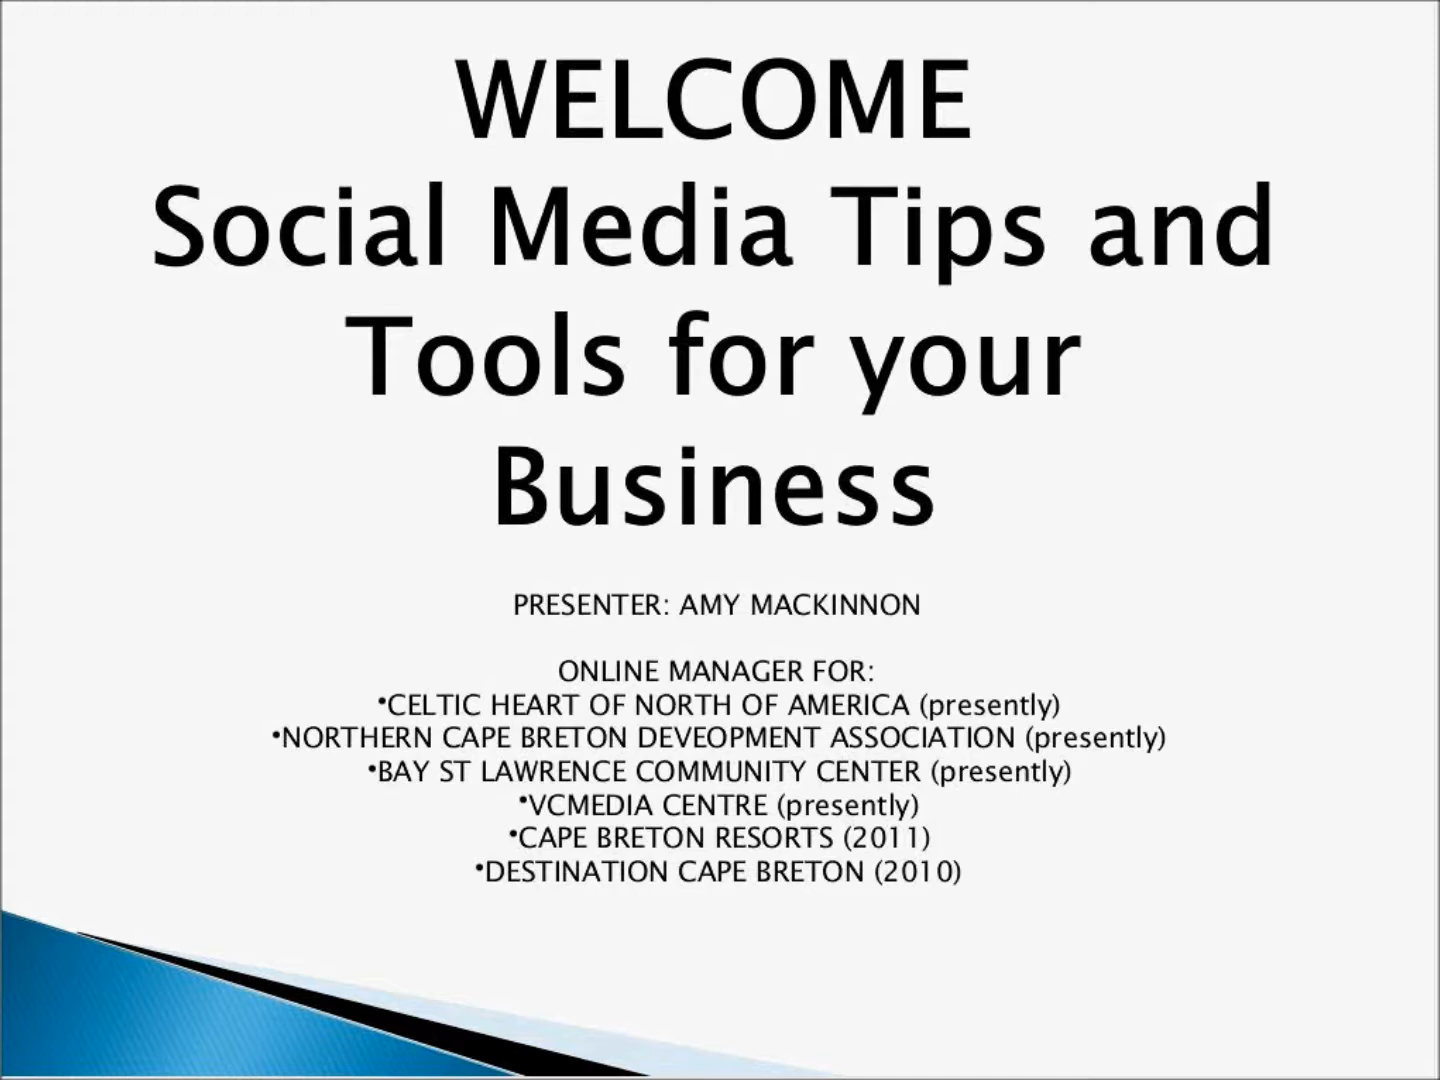 WELCOME
Social Media Tips and
Tools for your
Business
PRESENTER: AMY MACKINNON
ONLINE MANAGER FOR:
•CELTIC HEART OF NORTH OF AMERICA (presently)
•NORTHERN CAPE BRETON DEVEOPMENT ASSOCIATION (presently)
•BAY ST LAWRENCE COMMUNITY CENTER (presently)
•VCMEDIA CENTRE (presently)
•CAPE BRETON RESORTS (2011)
•DESTINATION CAPE BRETON (2010)